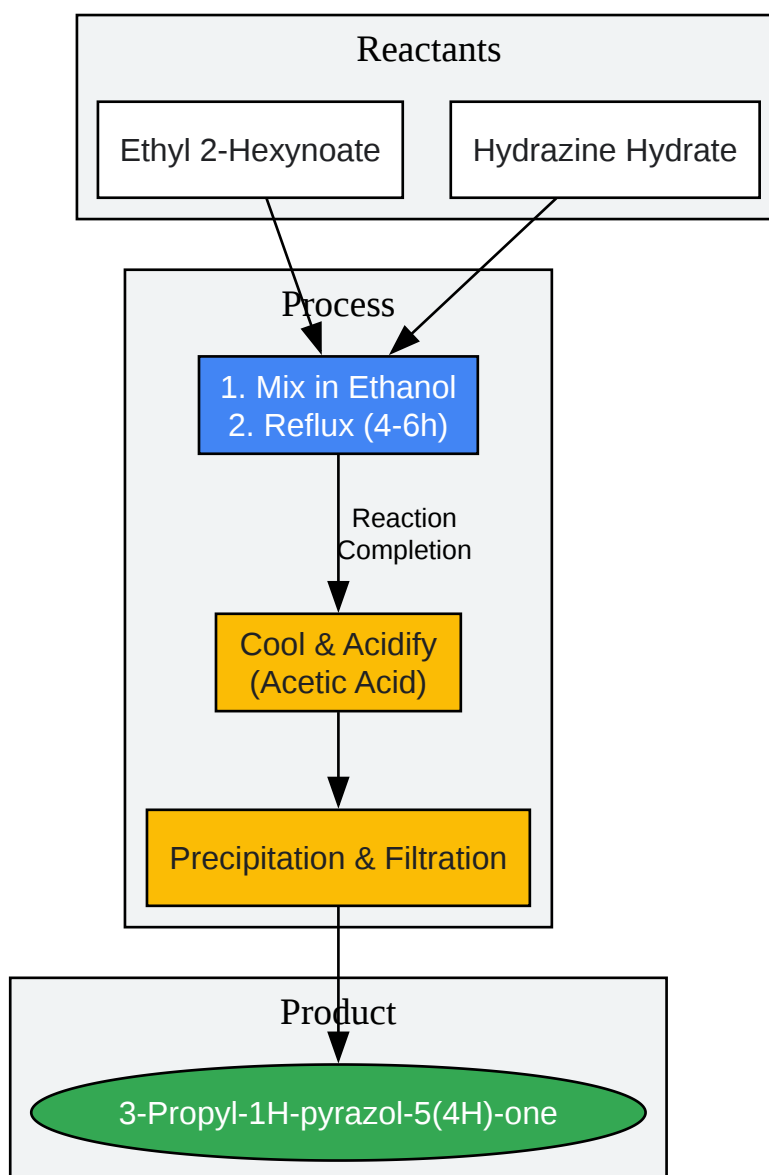 Reactants
Ethyl 2-Hexynoate
Hydrazine Hydrate
Process
1. Mix in Ethanol
2. Reflux (4-6h)
Reaction
Completion
Cool & Acidify
(Acetic Acid)
Precipitation & Filtration
Product
3-Propyl-1H-pyrazol-5(4H)-one